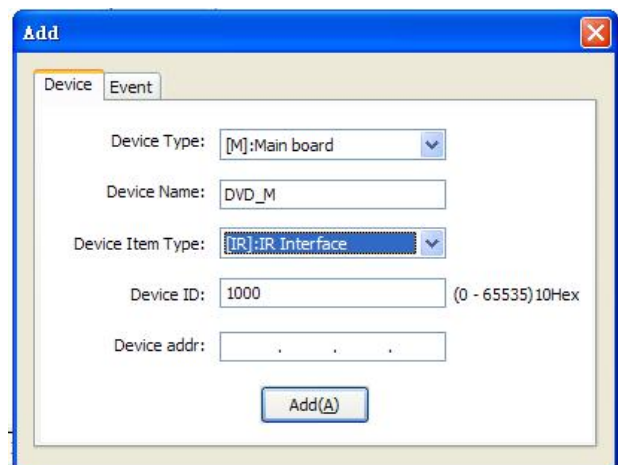 Add
Device Event
Device Type: [M]:Main board
Device Name: DVD_M
Device Item Type: [IR]:IR Interface
Device ID: 1000 (0 - 65535)10Hex
Device addr: . . .
Add(A)